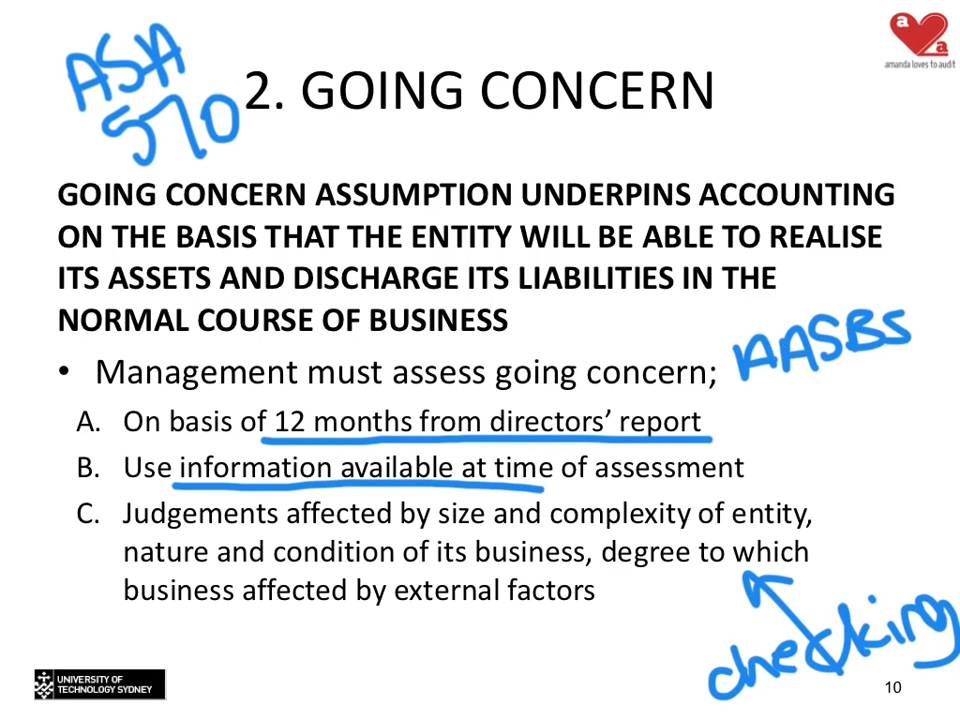 a
a
amanda loves to audit
ASA
570
2. GOING CONCERN
GOING CONCERN ASSUMPTION UNDERPINS ACCOUNTING
ON THE BASIS THAT THE ENTITY WILL BE ABLE TO REALISE
ITS ASSETS AND DISCHARGE ITS LIABILITIES IN THE
NORMAL COURSE OF BUSINESS
• Management must assess going concern;
AASBs
A. On basis of 12 months from directors’ report
B. Use information available at time of assessment
C. Judgements affected by size and complexity of entity,
nature and condition of its business, degree to which
business affected by external factors
checking
UNIVERSITY OF
TECHNOLOGY SYDNEY
10